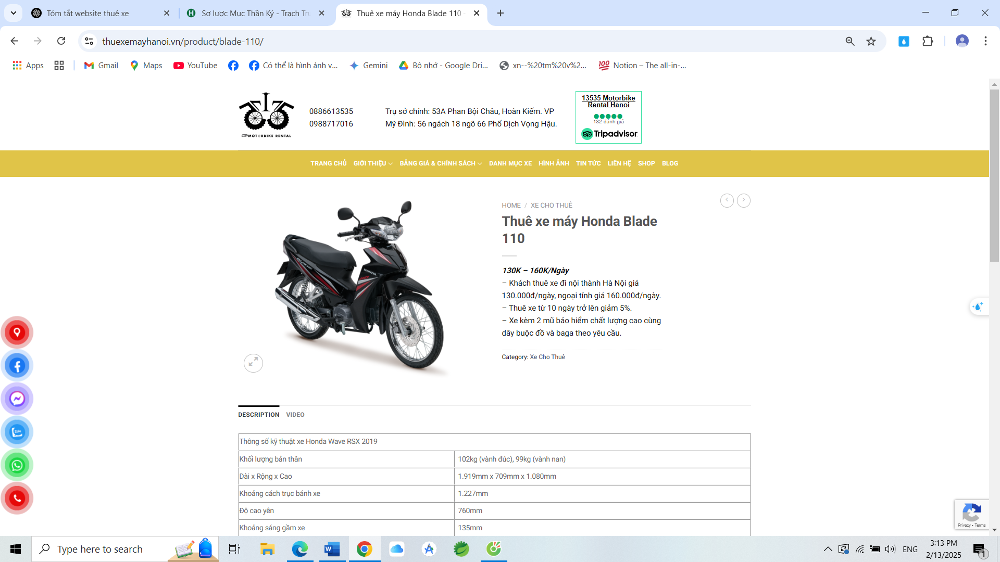 Tóm tắt website thuê xe
Sơ lược Mục Thần Ký - Trạch Trư
Thuê xe máy Honda Blade 110 -
thuexemayhanoi.vn/product/blade-110/
Apps
Gmail
Maps
YouTube
Có thể là hình ảnh v...
Gemini
Bộ nhớ - Google Dri...
xn--%20tm%20v%2...
Notion – The all-in-...
MOTORBIKE RENTAL
0886613535
0988717016
Trụ sở chính: 53A Phan Bội Châu, Hoàn Kiếm. VP
Mỹ Đình: 56 ngách 18 ngõ 66 Phố Dịch Vọng Hậu.
13535 Motorbike
Rental Hanoi
182 đánh giá
Tripadvisor
TRANG CHỦ GIỚI THIỆU BẢNG GIÁ & CHÍNH SÁCH DANH MỤC XE HÌNH ẢNH TIN TỨC LIÊN HỆ SHOP BLOG
HOME / XE CHO THUÊ
Thuê xe máy Honda Blade
110
130K – 160K/Ngày
– Khách thuê xe đi nội thành Hà Nội giá
130.000đ/ngày, ngoại tỉnh giá 160.000đ/ngày.
– Thuê xe từ 10 ngày trở lên giảm 5%.
– Xe kèm 2 mũ bảo hiểm chất lượng cao cùng
dây buộc đồ và baga theo yêu cầu.
Category: Xe Cho Thuê
HONDA
Zalo
DESCRIPTION VIDEO
Thông số kỹ thuật xe Honda Wave RSX 2019
Khối lượng bản thân 102kg (vành đúc), 99kg (vành nan)
Dài x Rộng x Cao 1.919mm x 709mm x 1.080mm
Khoảng cách trục bánh xe 1.227mm
Độ cao yên 760mm
Khoảng sáng gầm xe 135mm
Privacy - Terms
Type here to search
ENG
3:13 PM
2/13/2025
1